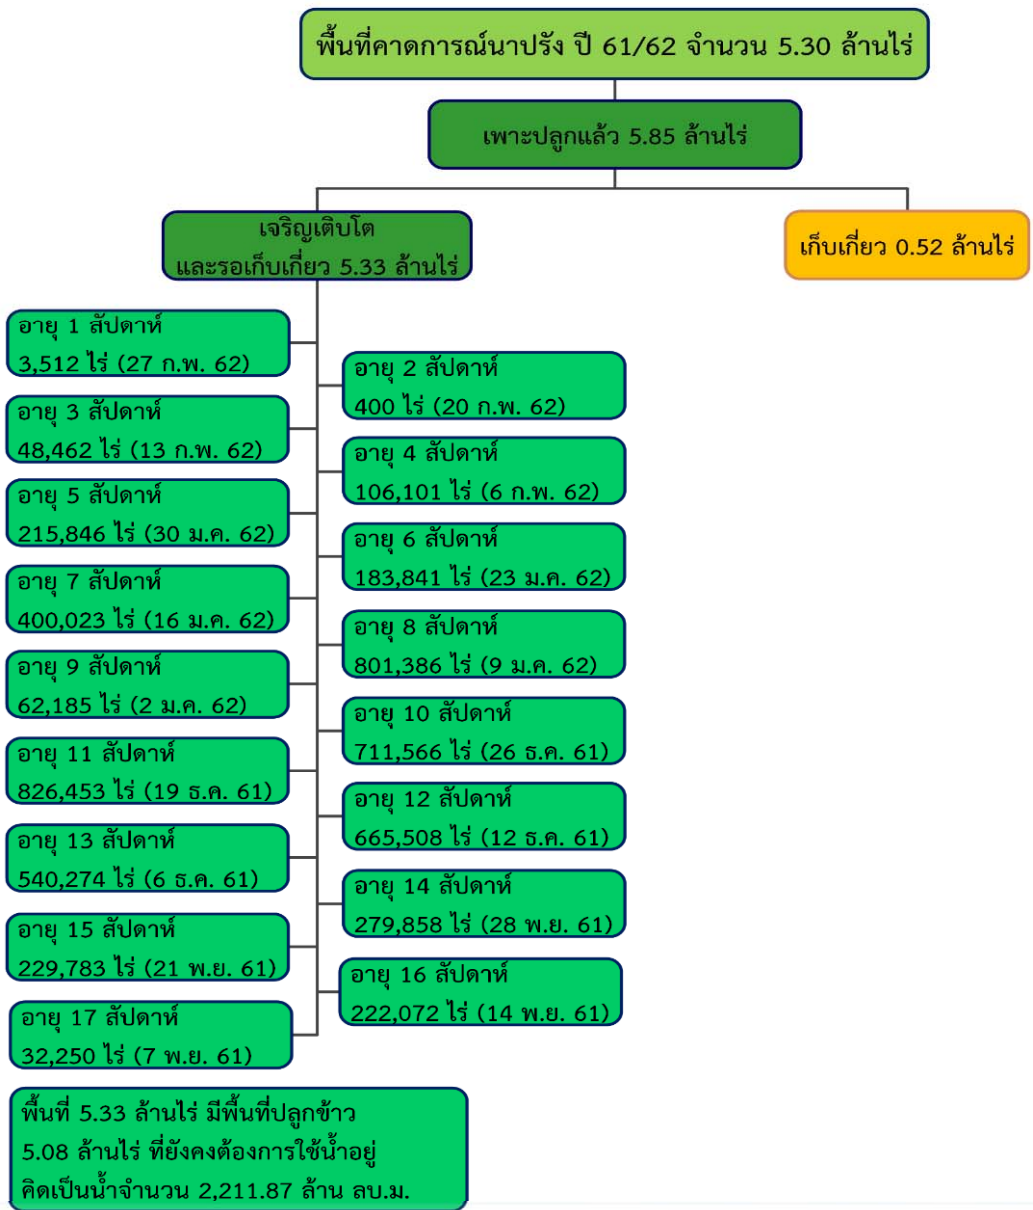 พื้นที่คาดการณ์นาปรัง ปี 61/62 จำนวน 5.30 ล้านไร่
เพาะปลูกแล้ว 5.85 ล้านไร่
เจริญเติบโต
และรอเก็บเกี่ยว 5.33 ล้านไร่
เก็บเกี่ยว 0.52 ล้านไร่
อายุ 1 สัปดาห์
3,512 ไร่ (27 ก.พ. 62)
อายุ 2 สัปดาห์
400 ไร่ (20 ก.พ. 62)
อายุ 3 สัปดาห์
48,462 ไร่ (13 ก.พ. 62)
อายุ 4 สัปดาห์
106,101 ไร่ (6 ก.พ. 62)
อายุ 5 สัปดาห์
215,846 ไร่ (30 ม.ค. 62)
อายุ 6 สัปดาห์
183,841 ไร่ (23 ม.ค. 62)
อายุ 7 สัปดาห์
400,023 ไร่ (16 ม.ค. 62)
อายุ 8 สัปดาห์
801,386 ไร่ (9 ม.ค. 62)
อายุ 9 สัปดาห์
62,185 ไร่ (2 ม.ค. 62)
อายุ 10 สัปดาห์
711,566 ไร่ (26 ธ.ค. 61)
อายุ 11 สัปดาห์
826,453 ไร่ (19 ธ.ค. 61)
อายุ 12 สัปดาห์
665,508 ไร่ (12 ธ.ค. 61)
อายุ 13 สัปดาห์
540,274 ไร่ (6 ธ.ค. 61)
อายุ 14 สัปดาห์
279,858 ไร่ (28 พ.ย. 61)
อายุ 15 สัปดาห์
229,783 ไร่ (21 พ.ย. 61)
อายุ 16 สัปดาห์
222,072 ไร่ (14 พ.ย. 61)
อายุ 17 สัปดาห์
32,250 ไร่ (7 พ.ย. 61)
พื้นที่ 5.33 ล้านไร่ มีพื้นที่ปลูกข้าว
5.08 ล้านไร่ ที่ยังคงต้องการใช้น้ำอยู่
คิดเป็นน้ำจำนวน 2,211.87 ล้าน ลบ.ม.